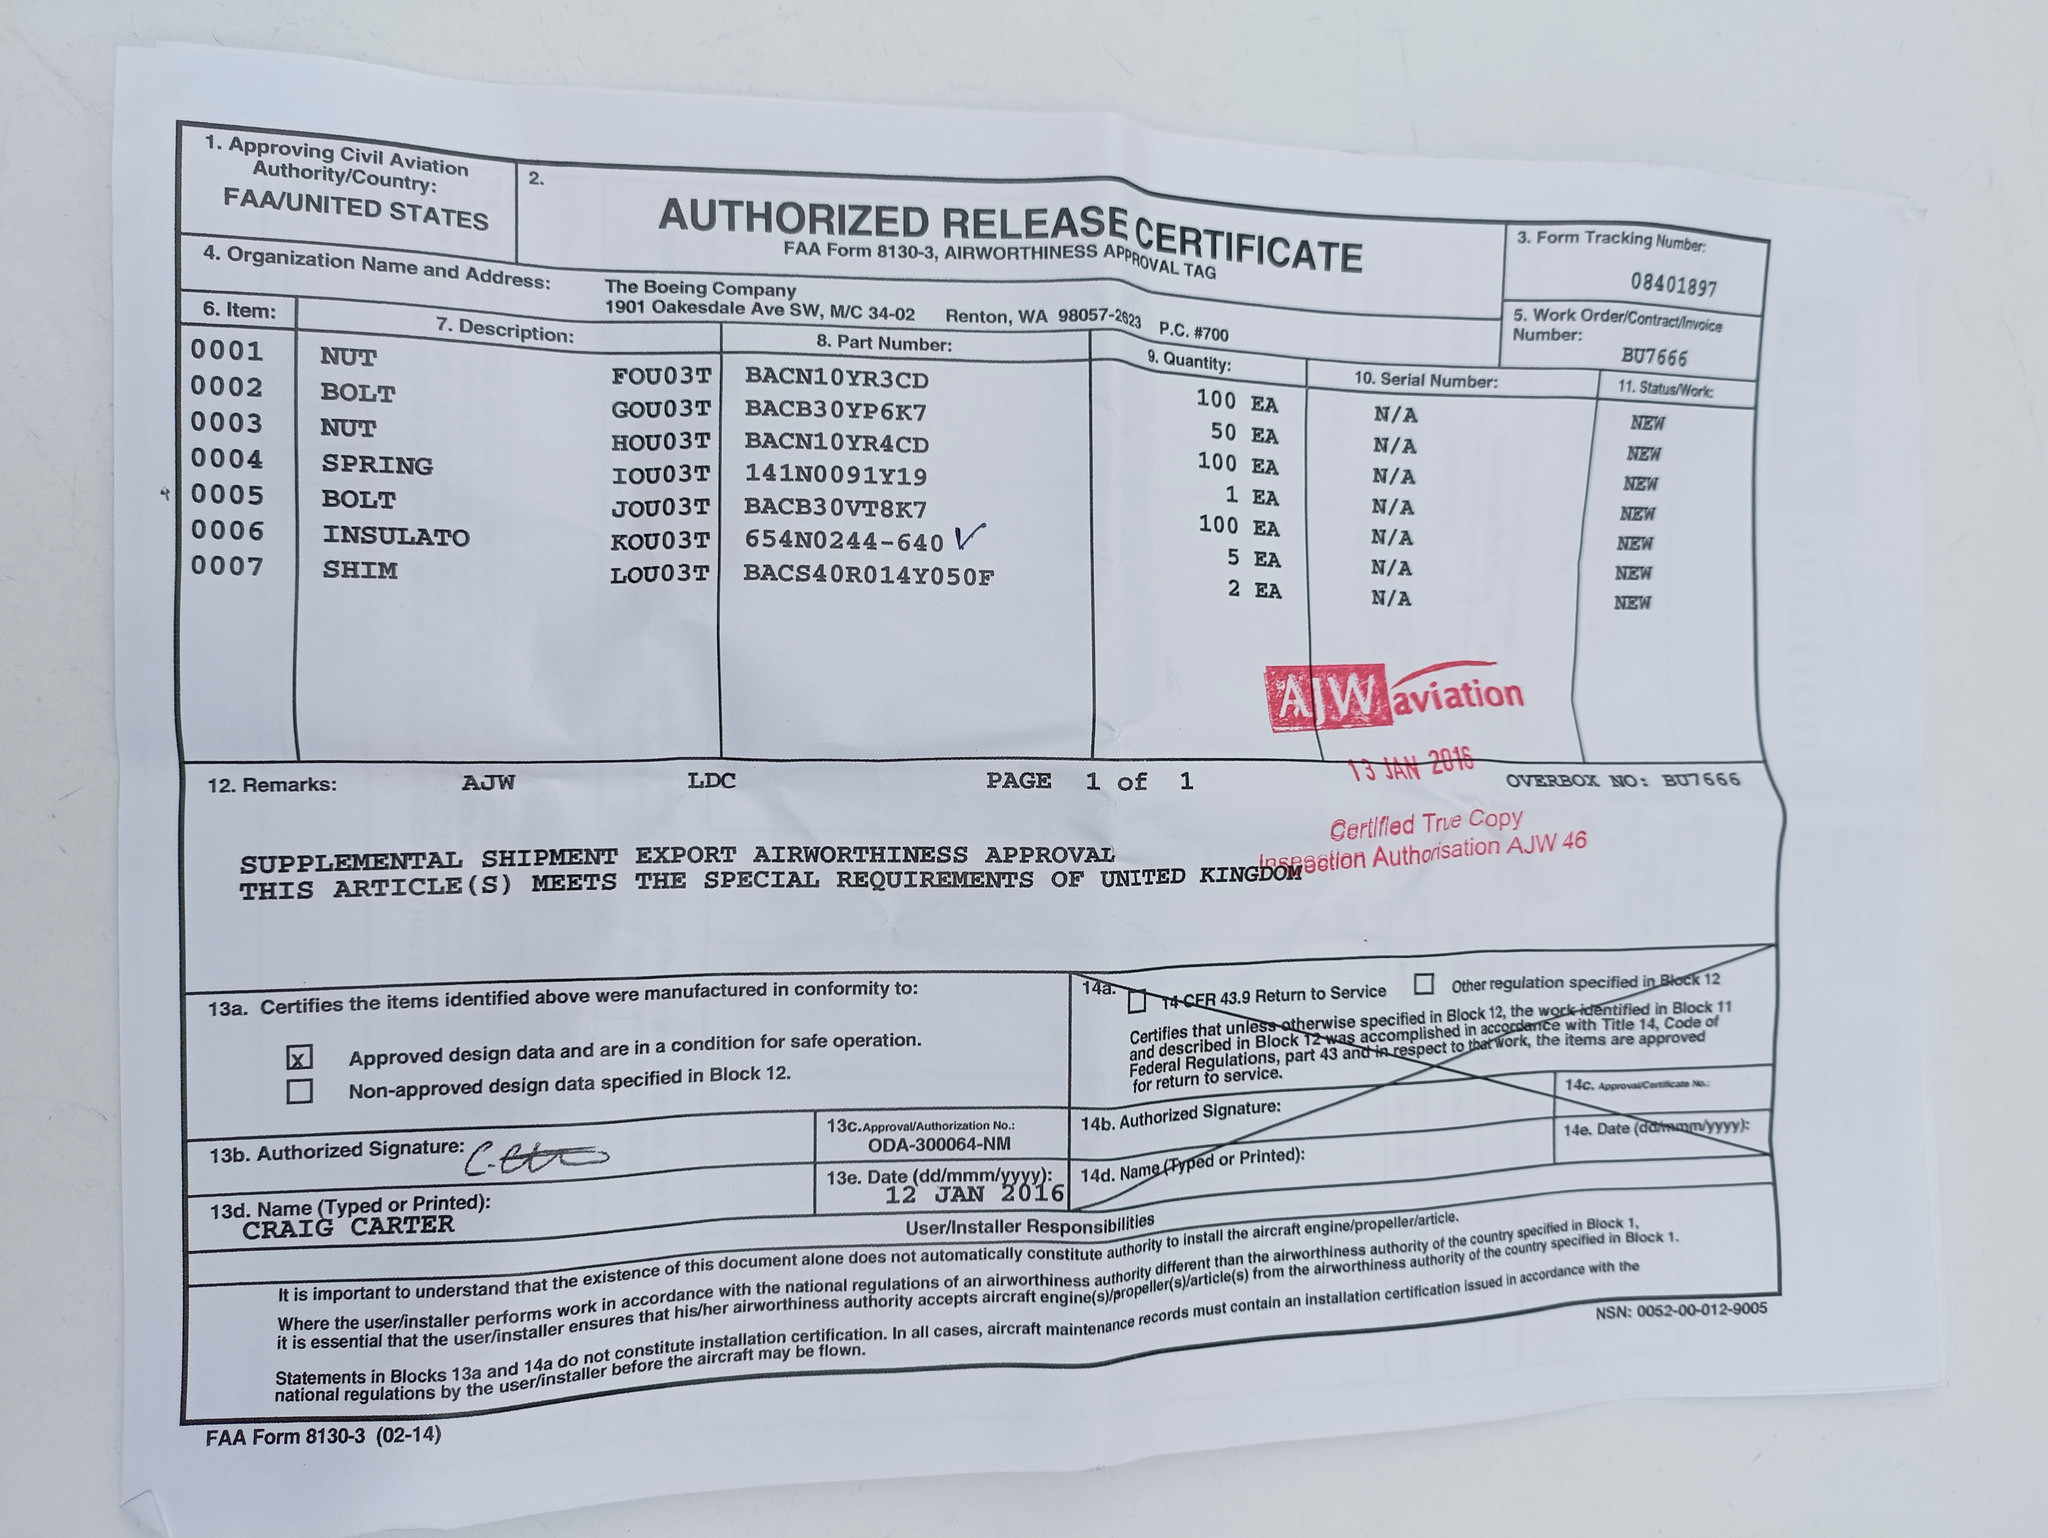 1. Approving Civil Aviation
Authority/Country:
FAA/UNITED STATES
2.
AUTHORIZED RELEASE CERTIFICATE
FAA Form 8130-3, AIRWORTHINESS APPROVAL TAG
3. Form Tracking Number:
08401897
4. Organization Name and Address:
The Boeing Company
1901 Oakesdale Ave SW, M/C 34-02 Renton, WA 98057-2623 P.C. #700
5. Work Order/Contract/Invoice
Number:
BU7666
6. Item: 7. Description: 8. Part Number: 9. Quantity: 10. Serial Number: 11. Status/Work:
0001 NUT FOU03T BACN10YR3CD 100 EA N/A NEW
0002 BOLT GOU03T BACB30YP6K7 50 EA N/A NEW
0003 NUT HOU03T BACN10YR4CD 100 EA N/A NEW
0004 SPRING IOU03T 141N0091Y19 1 EA N/A NEW
0005 BOLT JOU03T BACB30VT8K7 100 EA N/A NEW
0006 INSULATO KOU03T 654N0244-640 5 EA N/A NEW
0007 SHIM LOU03T BACS40R014Y050F 2 EA N/A NEW
AJW aviation
13 JAN 2016
12. Remarks: AJW LDC PAGE 1 of 1 OVERBOX NO: BU7666
Certified True Copy
Inspection Authorisation AJW 46
SUPPLEMENTAL SHIPMENT EXPORT AIRWORTHINESS APPROVAL
THIS ARTICLE(S) MEETS THE SPECIAL REQUIREMENTS OF UNITED KINGDOM
13a. Certifies the items identified above were manufactured in conformity to:
x Approved design data and are in a condition for safe operation.
Non-approved design data specified in Block 12.
14a. 14 CFR 43.9 Return to Service Other regulation specified in Block 12
Certifies that unless otherwise specified in Block 12, the work identified in Block 11
and described in Block 12 was accomplished in accordance with Title 14, Code of
Federal Regulations, part 43 and in respect to that work, the items are approved
for return to service.
13b. Authorized Signature:
13c. Approval/Authorization No.:
ODA-300064-NM
14b. Authorized Signature:
14c. Approval/Certificate No.:
13d. Name (Typed or Printed):
CRAIG CARTER
13e. Date (dd/mmm/yyyy):
12 JAN 2016
14d. Name (Typed or Printed):
14e. Date (dd/mmm/yyyy):
User/Installer Responsibilities
It is important to understand that the existence of this document alone does not automatically constitute authority to install the aircraft engine/propeller/article.
Where the user/installer performs work in accordance with the national regulations of an airworthiness authority different than the airworthiness authority of the country specified in Block 1,
it is essential that the user/installer ensures that his/her airworthiness authority accepts aircraft engine(s)/propeller(s)/article(s) from the airworthiness authority of the country specified in Block 1.
Statements in Blocks 13a and 14a do not constitute installation certification. In all cases, aircraft maintenance records must contain an installation certification issued in accordance with the
national regulations by the user/installer before the aircraft may be flown.
FAA Form 8130-3 (02-14)
NSN: 0052-00-012-9005